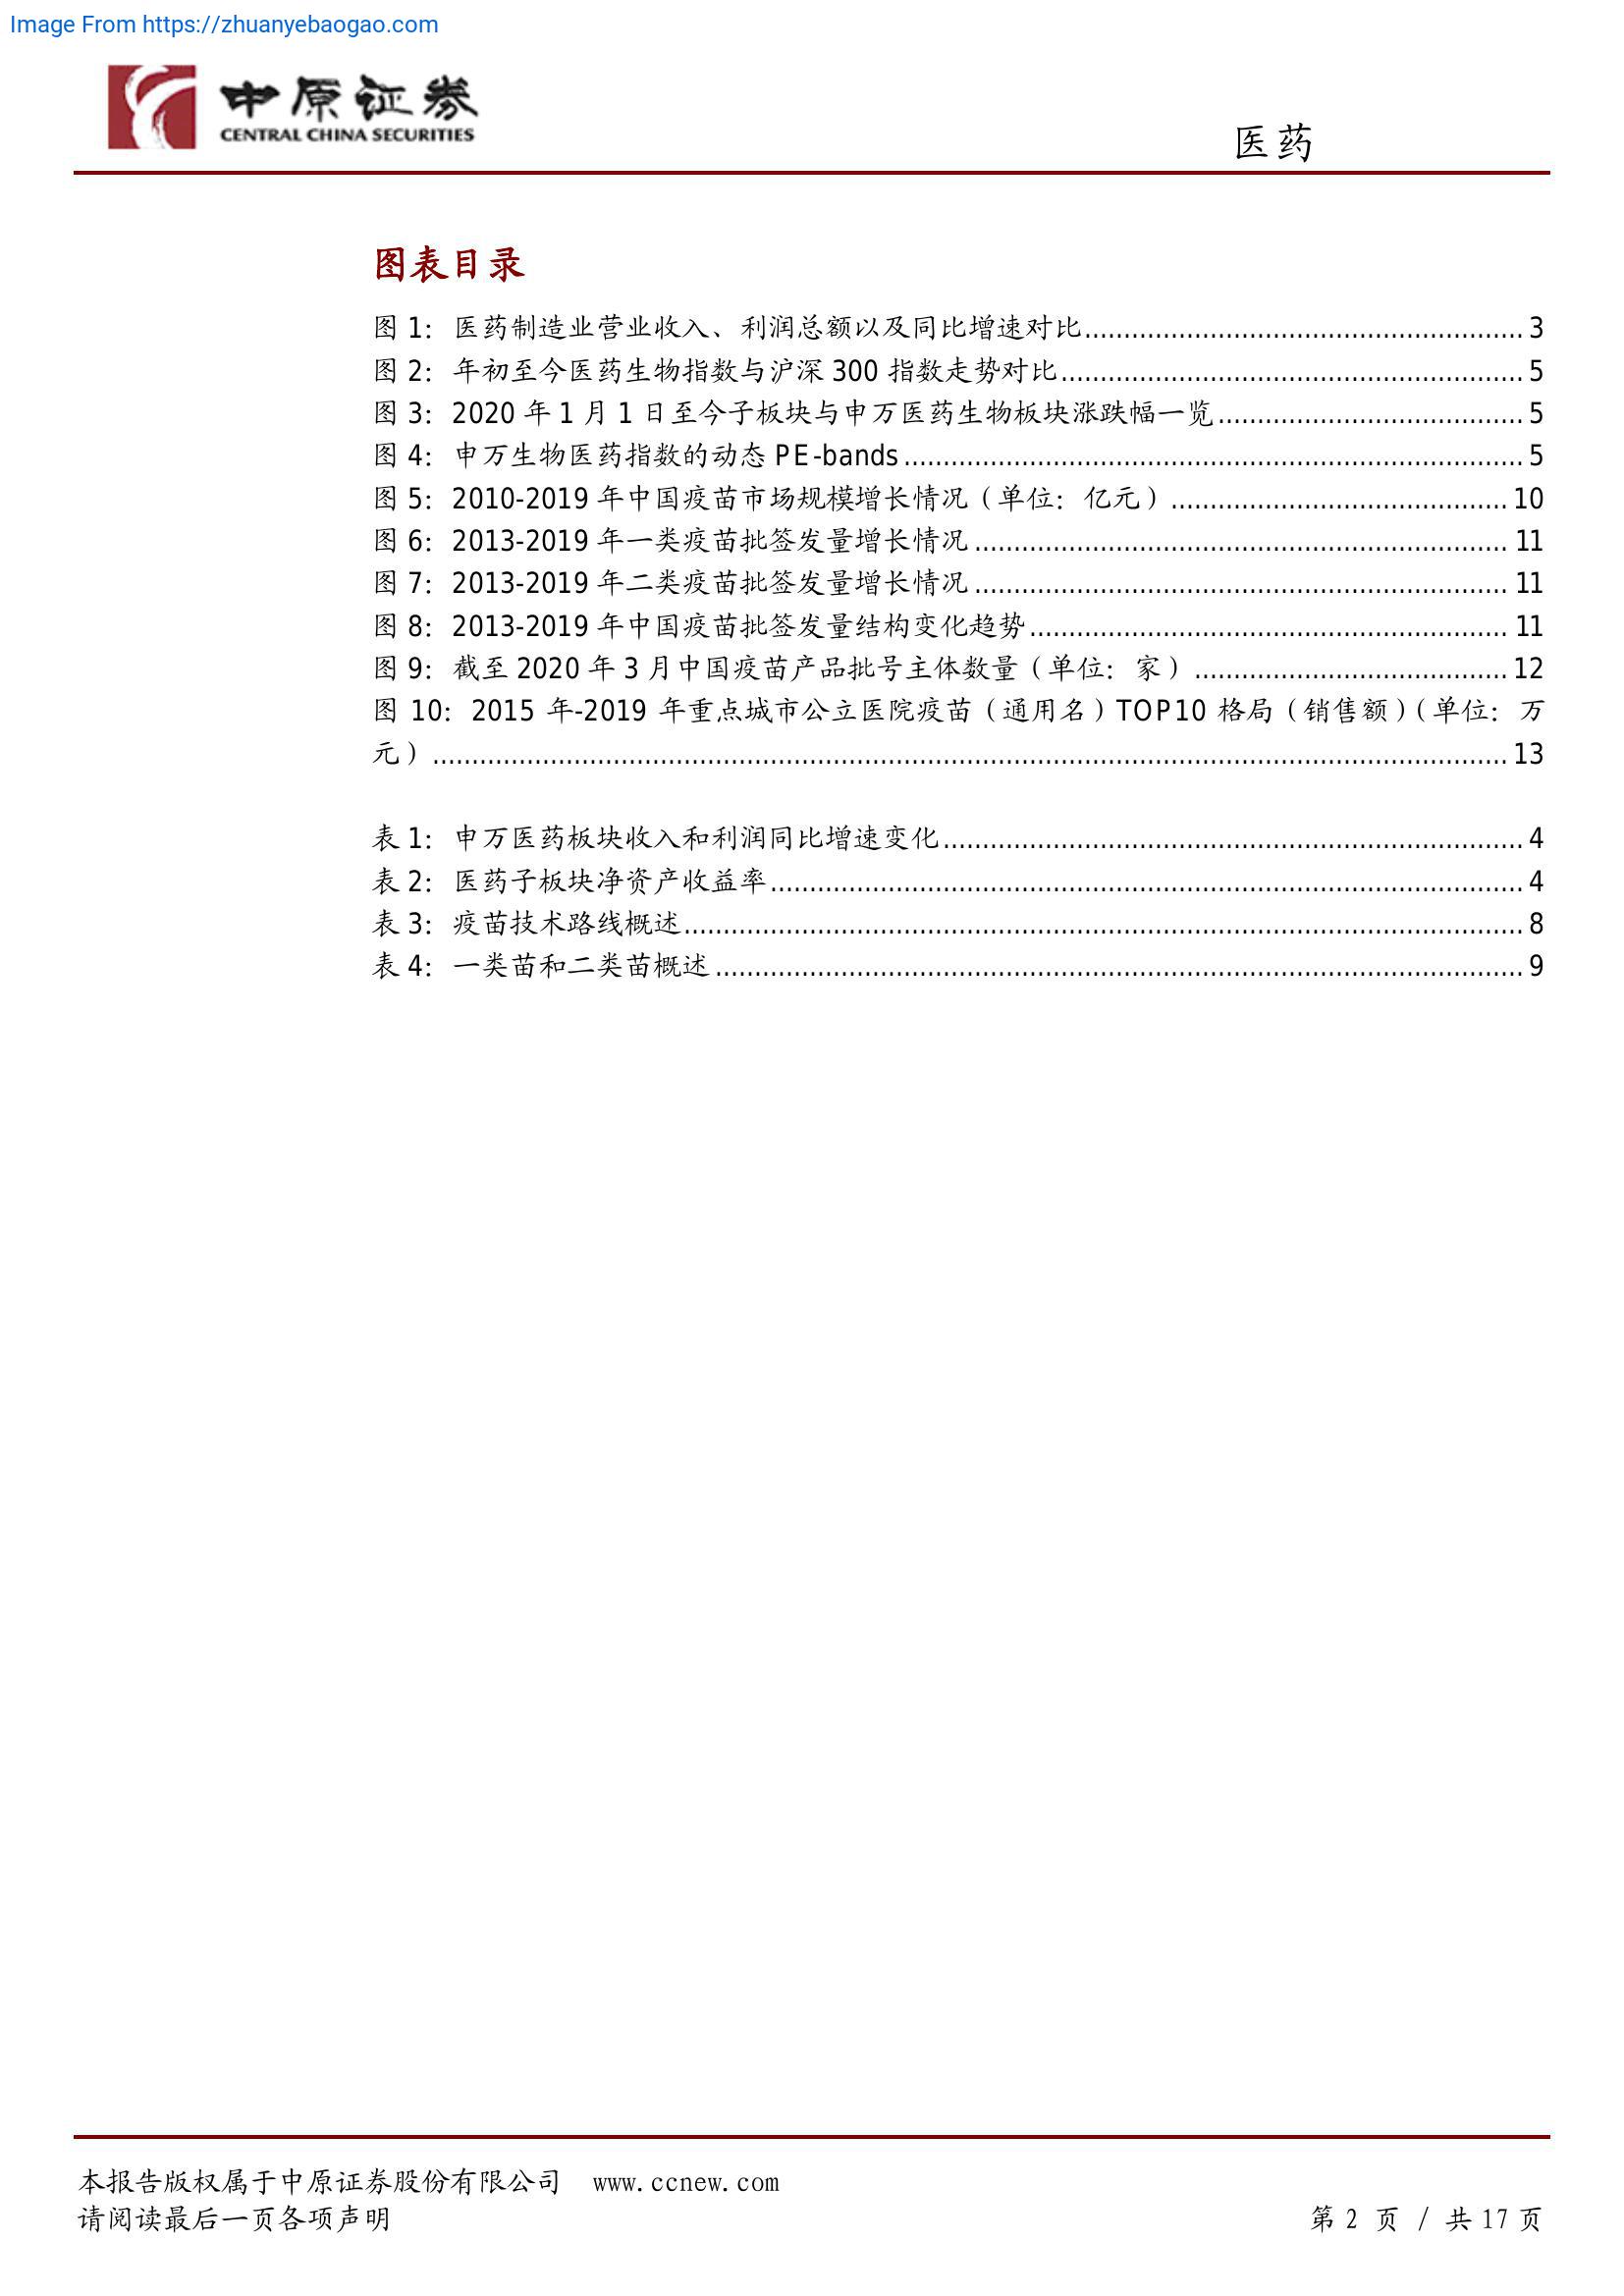 Image From https://zhuanyebaogao.com
中原证券
CENTRAL CHINA SECURITIES
医药
图表目录
图 1：医药制造业营业收入、利润总额以及同比增速对比........................................................ 3
图 2：年初至今医药生物指数与沪深 300 指数走势对比........................................................... 5
图 3：2020 年 1 月 1 日至今子板块与申万医药生物板块涨跌幅一览....................................... 5
图 4：申万生物医药指数的动态 PE-bands............................................................................... 5
图 5：2010-2019 年中国疫苗市场规模增长情况（单位：亿元）........................................... 10
图 6：2013-2019 年一类疫苗批签发量增长情况.................................................................... 11
图 7：2013-2019 年二类疫苗批签发量增长情况.................................................................... 11
图 8：2013-2019 年中国疫苗批签发量结构变化趋势............................................................. 11
图 9：截至 2020 年 3 月中国疫苗产品批号主体数量（单位：家）........................................ 12
图 10：2015 年-2019 年重点城市公立医院疫苗（通用名）TOP10 格局（销售额）（单位：万
元）......................................................................................................................................... 13
表 1：申万医药板块收入和利润同比增速变化.......................................................................... 4
表 2：医药子板块净资产收益率................................................................................................ 4
表 3：疫苗技术路线概述........................................................................................................... 8
表 4：一类苗和二类苗概述....................................................................................................... 9
本报告版权属于中原证券股份有限公司 www.ccnew.com
请阅读最后一页各项声明
第 2 页 / 共 17 页